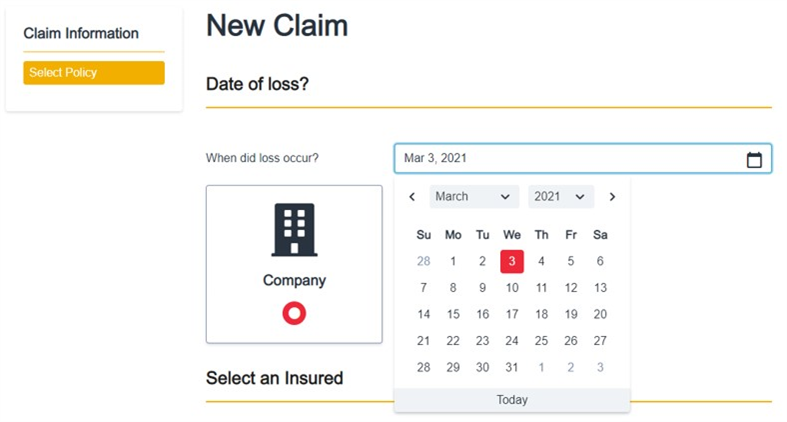 Claim Information
Select Policy
New Claim
Date of loss?
When did loss occur?
Mar 3, 2021
March 2021
Su Mo Tu We Th Fr Sa
28 1 2 3 4 5 6
7 8 9 10 11 12 13
14 15 16 17 18 19 20
21 22 23 24 25 26 27
28 29 30 31 1 2 3
Today
Company
Select an Insured